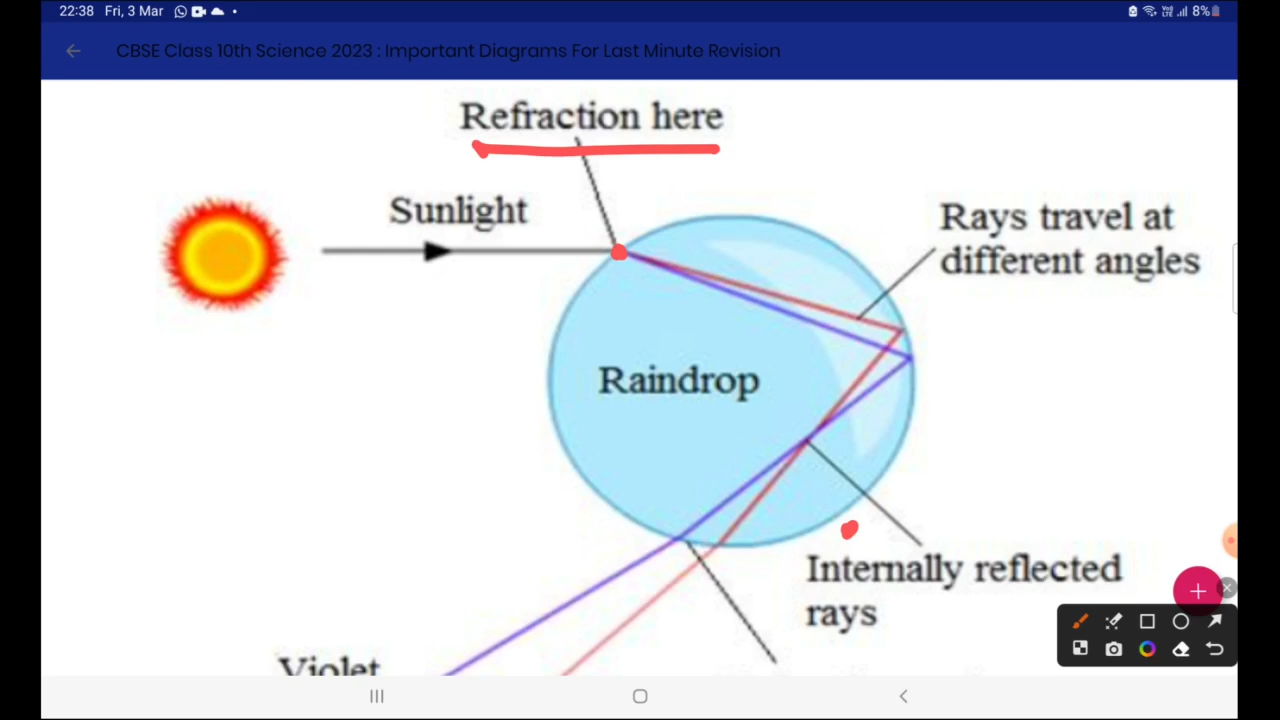 22:38 Fri, 3 Mar
8%
CBSE Class 10th Science 2023 : Important Diagrams For Last Minute Revision
Refraction here
Sunlight
Rays travel at
different angles
Raindrop
Internally reflected
rays
Violet